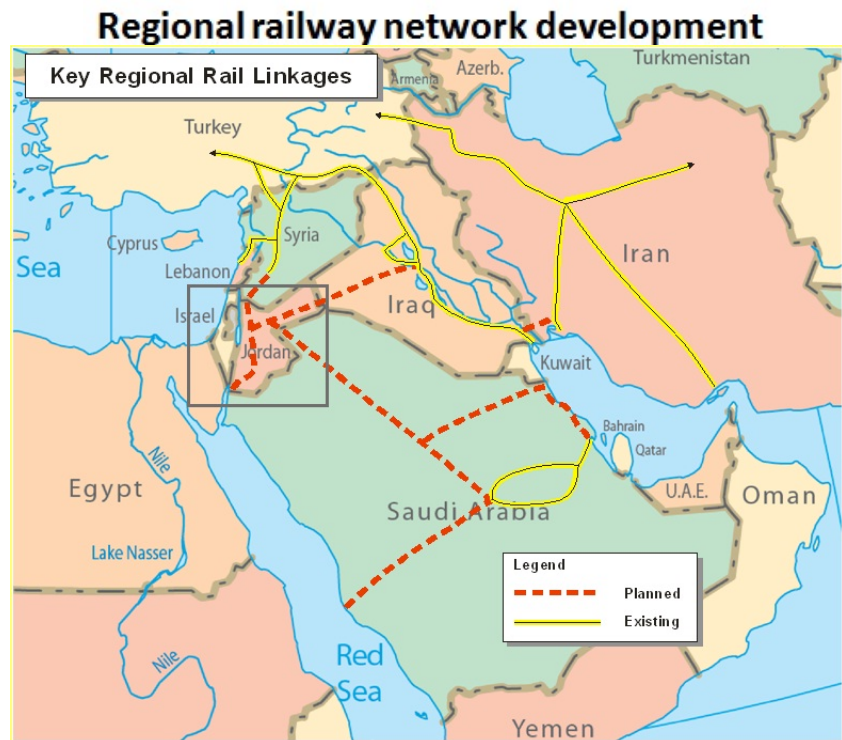 Regional railway network development
Key Regional Rail Linkages
Armenia
Azerb.
Turkmenistan
Turkey
Cyprus
Syria
Sea
Lebanon
Iran
Israel
Iraq
Jordan
Kuwait
Bahrain
Qatar
Nile
Egypt
U.A.E.
Oman
Saudi Arabia
Lake Nasser
Legend
Planned
Existing
Nile
Red
Sea
Yemen